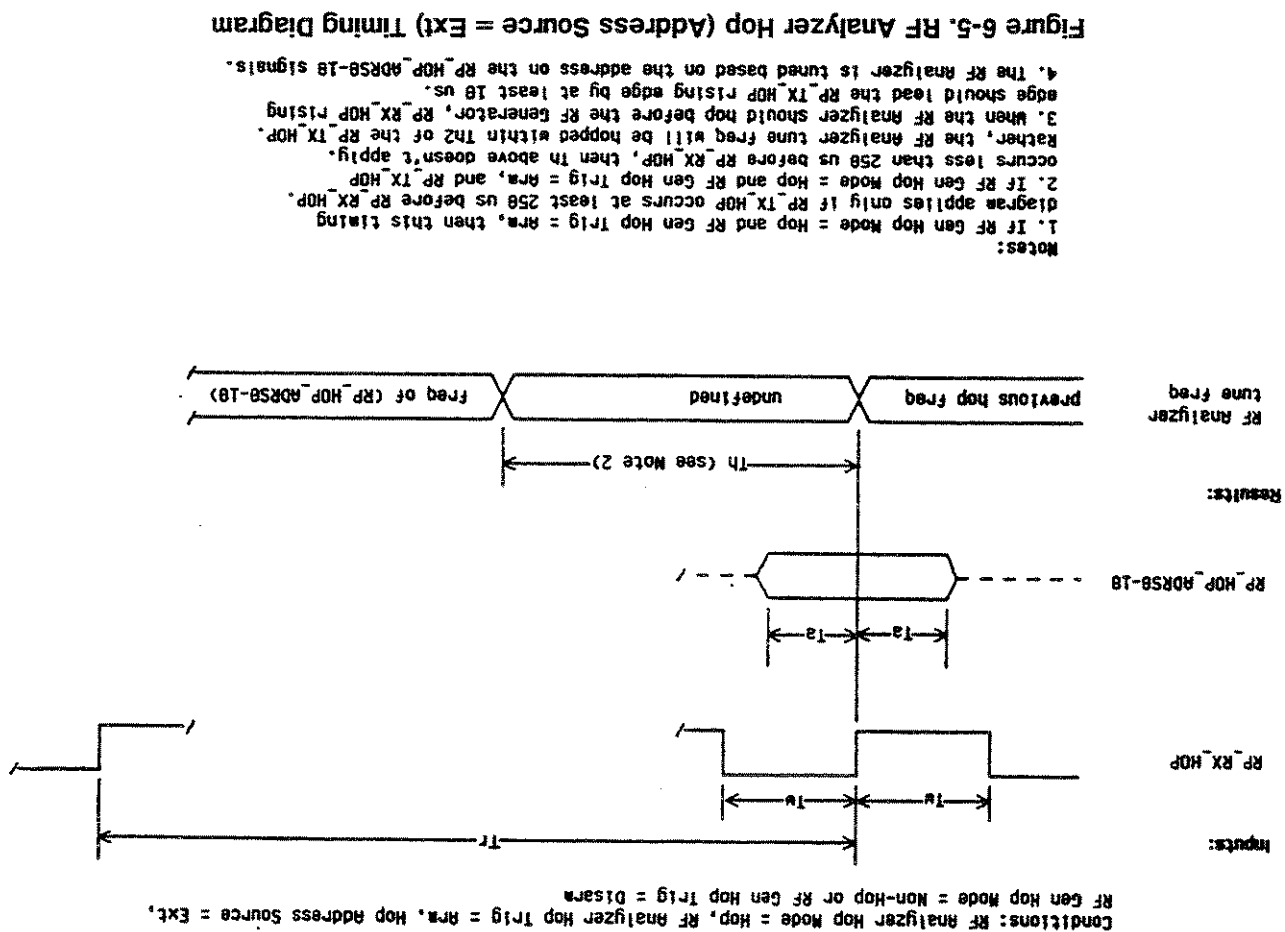 Conditions: RF Analyzer Hop Mode = Hop, RF Analyzer Hop Trig = Arm, Hop Address Source = Ext,
RF Gen Hop Mode = Non-Hop or RF Gen Hop Trig = Disarm
Inputs:
Tr
Tw Tw
RP_RX_HOP
Ta Ta
RP_HOP_ADRS0-10
Results:
Th (see Note 2)
RF Analyzer
tune freq
previous hop freq undefined freq of (RP_HOP_ADRS0-10)
Notes:
1. If RF Gen Hop Mode = Hop and RF Gen Hop Trig = Arm, then this timing
diagram applies only if RP_TX_HOP occurs at least 250 us before RP_RX_HOP.
2. If RF Gen Hop Mode = Hop and RF Gen Hop Trig = Arm, and RP_TX_HOP
occurs less than 250 us before RP_RX_HOP, then Th above doesn't apply.
Rather, the RF Analyzer tune freq will be hopped within Th2 of the RP_TX_HOP.
3. When the RF Analyzer should hop before the RF Generator, RP_RX_HOP rising
edge should lead the RP_TX_HOP rising edge by at least 10 us.
4. The RF Analyzer is tuned based on the address on the RP_HOP_ADRS0-10 signals.
Figure 6-5. RF Analyzer Hop (Address Source = Ext) Timing Diagram